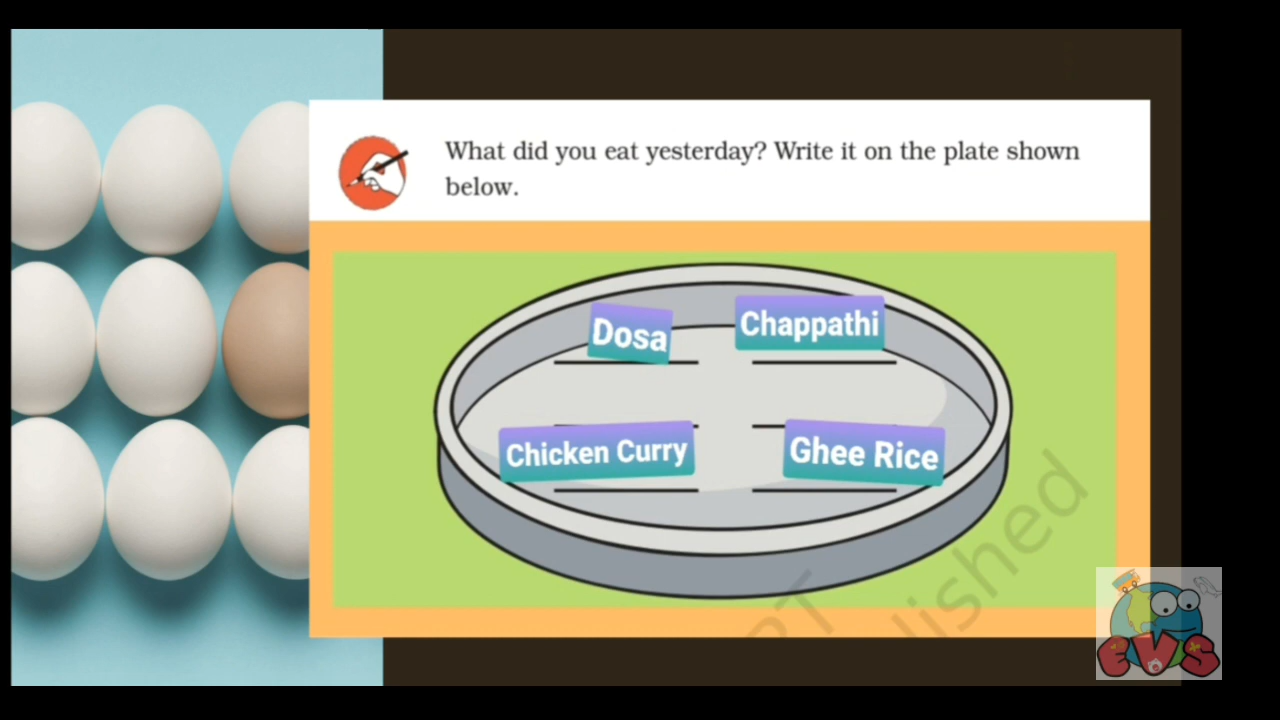 What did you eat yesterday? Write it on the plate shown
below.
Dosa
Chappathi
Chicken Curry
Ghee Rice
EVS